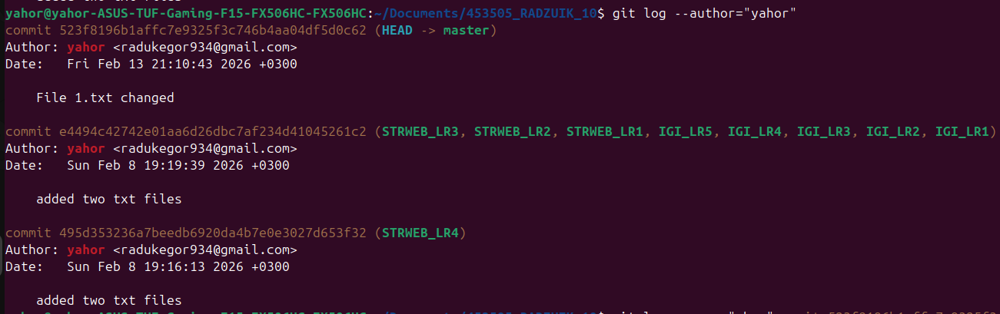 yahor@yahor-ASUS-TUF-Gaming-F15-FX506HC-FX506HC:~/Documents/453505_RADZUIK_10$ git log --author="yahor"
commit 523f8196b1affc7e9325f3c746b4aa04df5d0c62 (HEAD -> master)
Author: yahor <radukegor934@gmail.com>
Date:   Fri Feb 13 21:10:43 2026 +0300
    File 1.txt changed
commit e4494c42742e01aa6d26dbc7af234d41045261c2 (STRWEB_LR3, STRWEB_LR2, STRWEB_LR1, IGI_LR5, IGI_LR4, IGI_LR3, IGI_LR2, IGI_LR1)
Author: yahor <radukegor934@gmail.com>
Date:   Sun Feb 8 19:19:39 2026 +0300
    added two txt files
commit 495d353236a7beedb6920da4b7e0e3027d653f32 (STRWEB_LR4)
Author: yahor <radukegor934@gmail.com>
Date:   Sun Feb 8 19:16:13 2026 +0300
    added two txt files